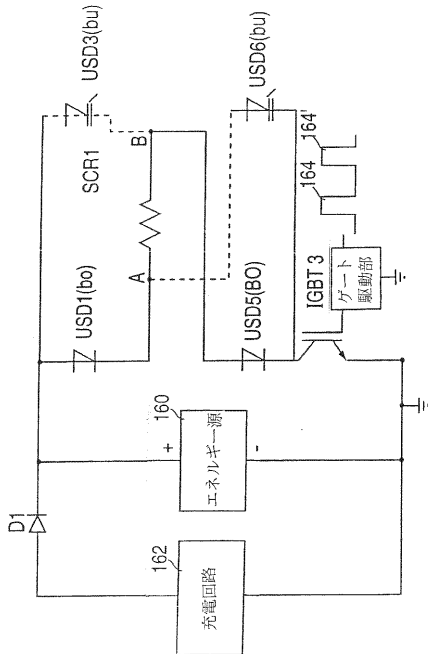 D1
162
充電回路
160
+
エネルギー源
-
USD1(bo)
SCR1
USD3(bu)
A
B
USD5(BO)
USD6(bu)
IGBT 3
ゲート
駆動部
164
164